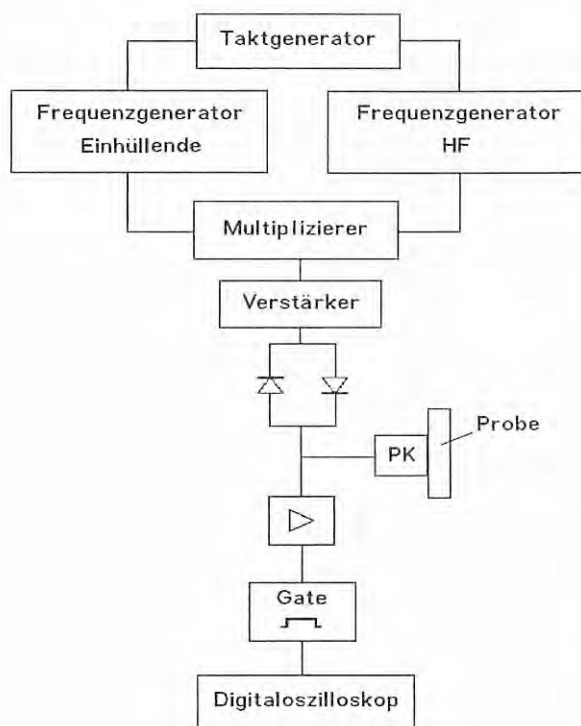 Taktgenerator
Frequenzgenerator
Einhüllende
Frequenzgenerator
HF
Multiplizierer
Verstärker
Probe
PK
Gate
Digitaloszilloskop